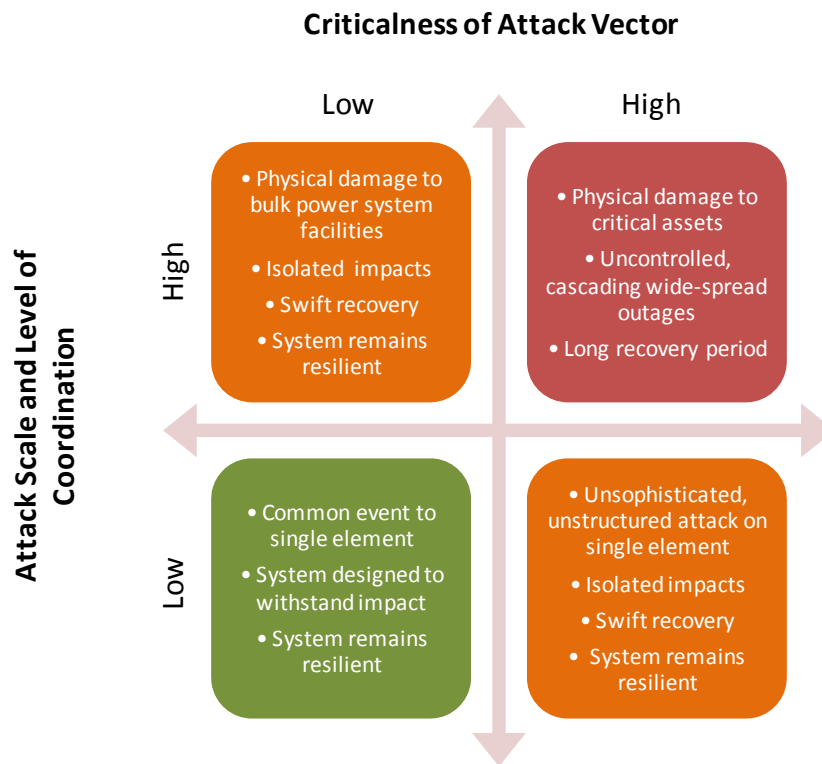 Criticalness of Attack Vector
Low
High
Attack Scale and Level of
Coordination
High
• Physical damage to
bulk power system
facilities
• Isolated impacts
• Swift recovery
• System remains
resilient
• Physical damage to
critical assets
• Uncontrolled,
cascading wide-spread
outages
• Long recovery period
Low
• Common event to
single element
• System designed to
withstand impact
• System remains
resilient
• Unsophisticated,
unstructured attack on
single element
• Isolated impacts
• Swift recovery
• System remains
resilient